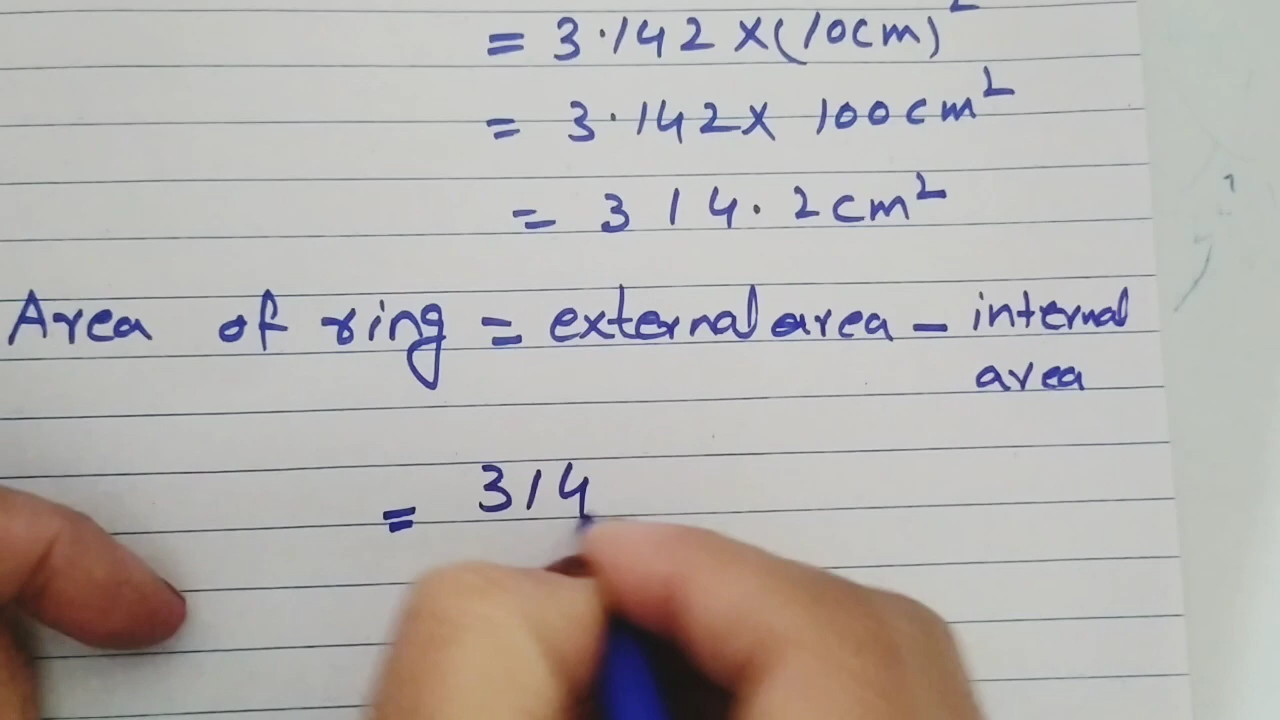 = 3.142 × (10cm)²
= 3.142 × 100cm²
= 314.2cm²
Area of ring = external area - internal
area
= 314